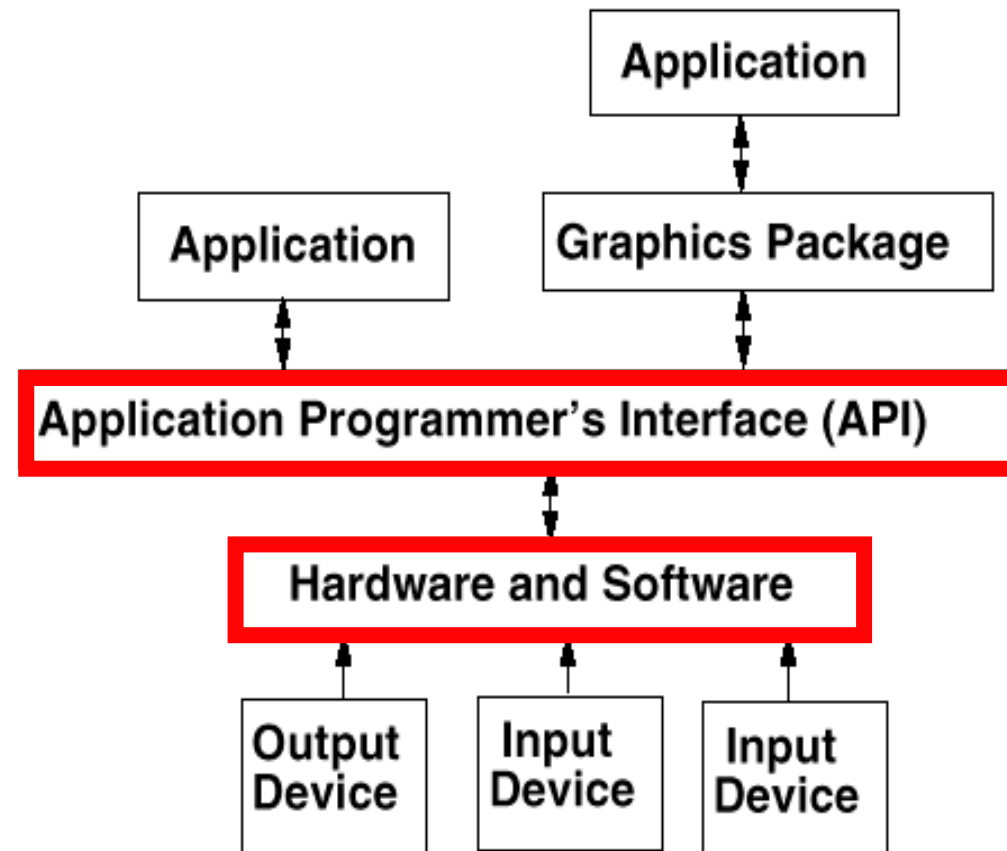 Application
Application
Graphics Package
Application Programmer's Interface (API)
Hardware and Software
Output
Device
Input
Device
Input
Device